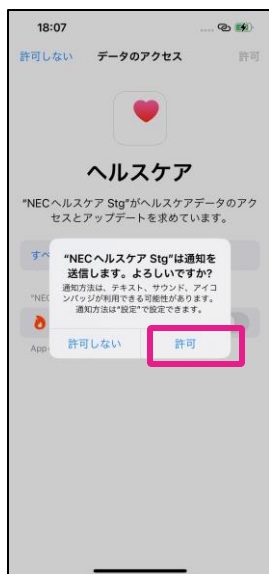 18:07
許可しない データのアクセス 許可
ヘルスケア
"NECヘルスケア Stg"がヘルスケアデータのアク
セスとアップデートを求めています。
すべ
"NECヘルスケア Stg"は通知を
送信します。よろしいですか?
通知方法は、テキスト、サウンド、アイコ
ンバッジが利用できる可能性があります。
通知方法は"設定"で設定できます。
"NEC
許可しない 許可
App